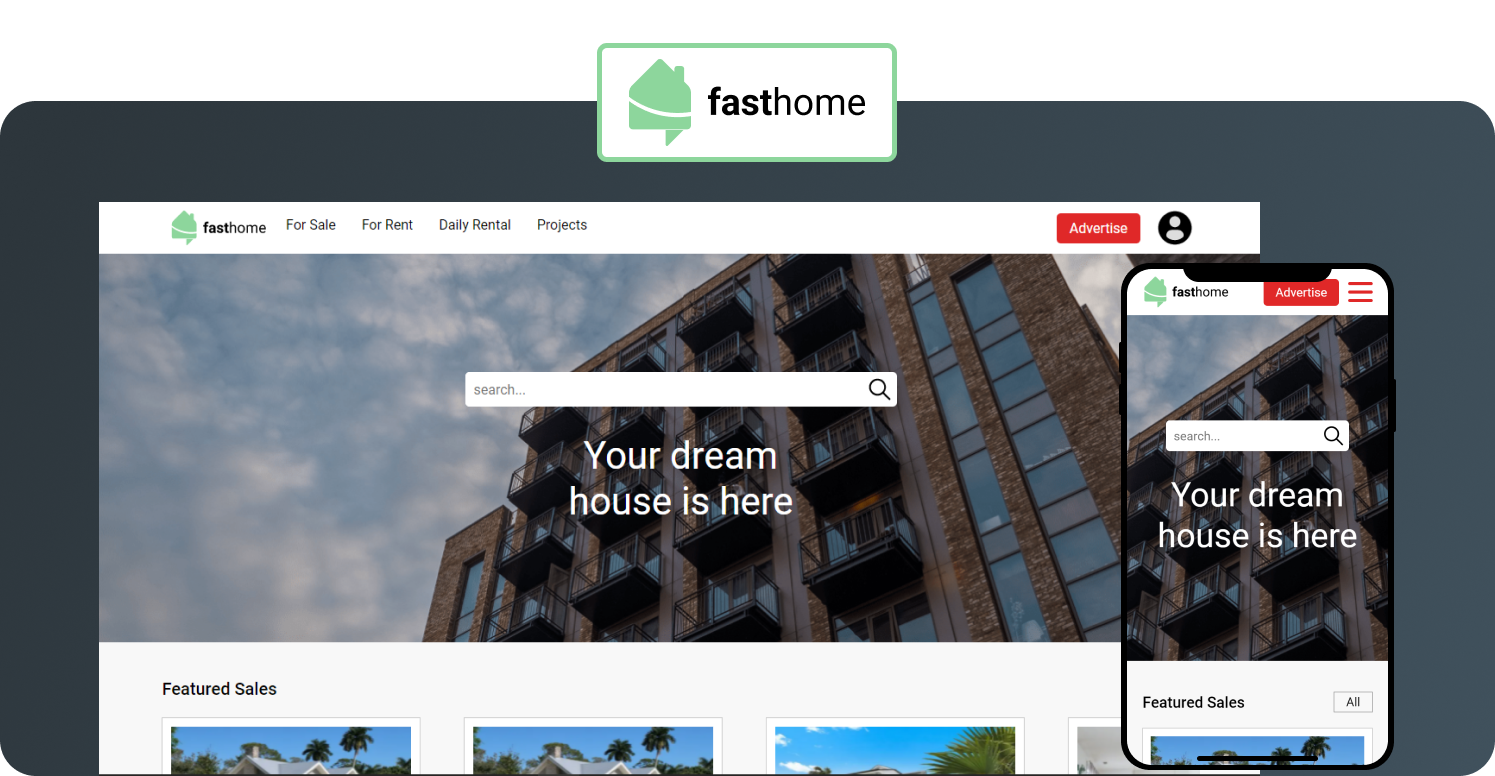 fasthome
fasthome
For Sale
For Rent
Daily Rental
Projects
Advertise
search...
Your dream
house is here
Featured Sales
fasthome
Advertise
search...
Your dream
house is here
Featured Sales
All